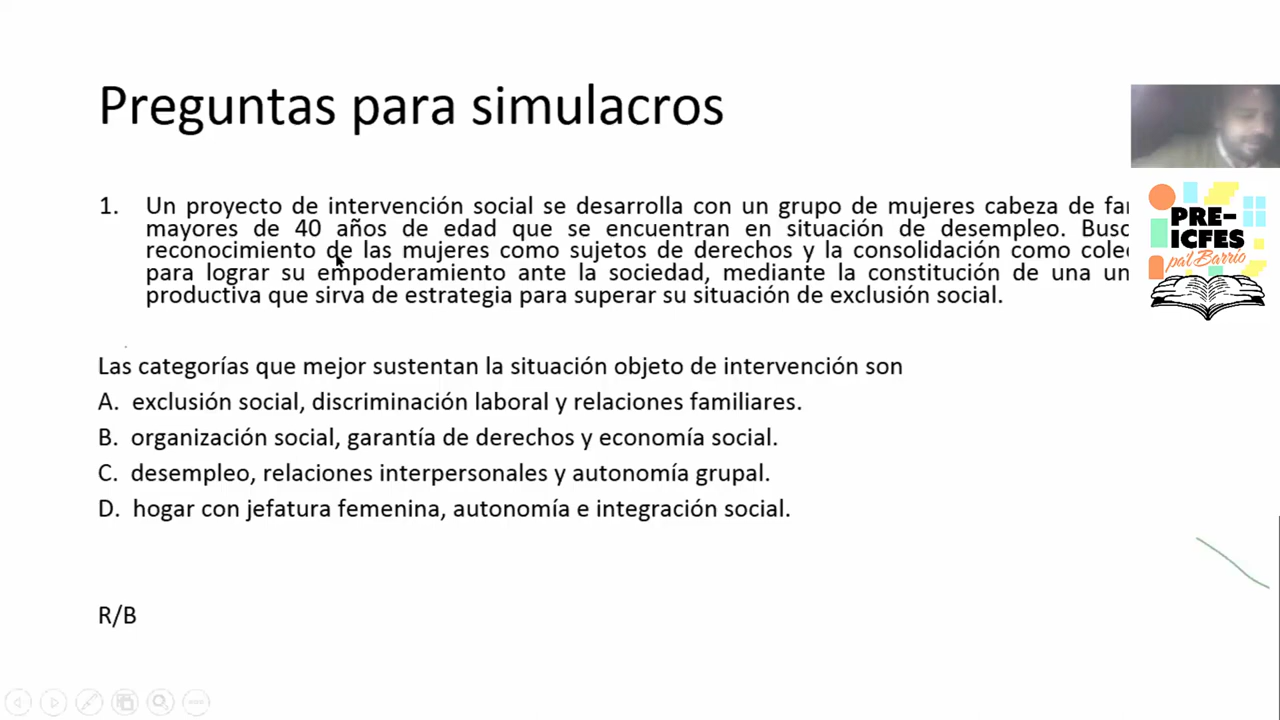 Preguntas para simulacros
1. Un proyecto de intervención social se desarrolla con un grupo de mujeres cabeza de
mayores de 40 años de edad que se encuentran en situación de desempleo.
reconocimiento de las mujeres como sujetos de derechos y la consolidación como
para lograr su empoderamiento ante la sociedad, mediante la constitución de una
productiva que sirva de estrategia para superar su situación de exclusión social.
PRE-
ICFES
pa'l Barrio
Las categorías que mejor sustentan la situación objeto de intervención son
A. exclusión social, discriminación laboral y relaciones familiares.
B. organización social, garantía de derechos y economía social.
C. desempleo, relaciones interpersonales y autonomía grupal.
D. hogar con jefatura femenina, autonomía e integración social.
R/B